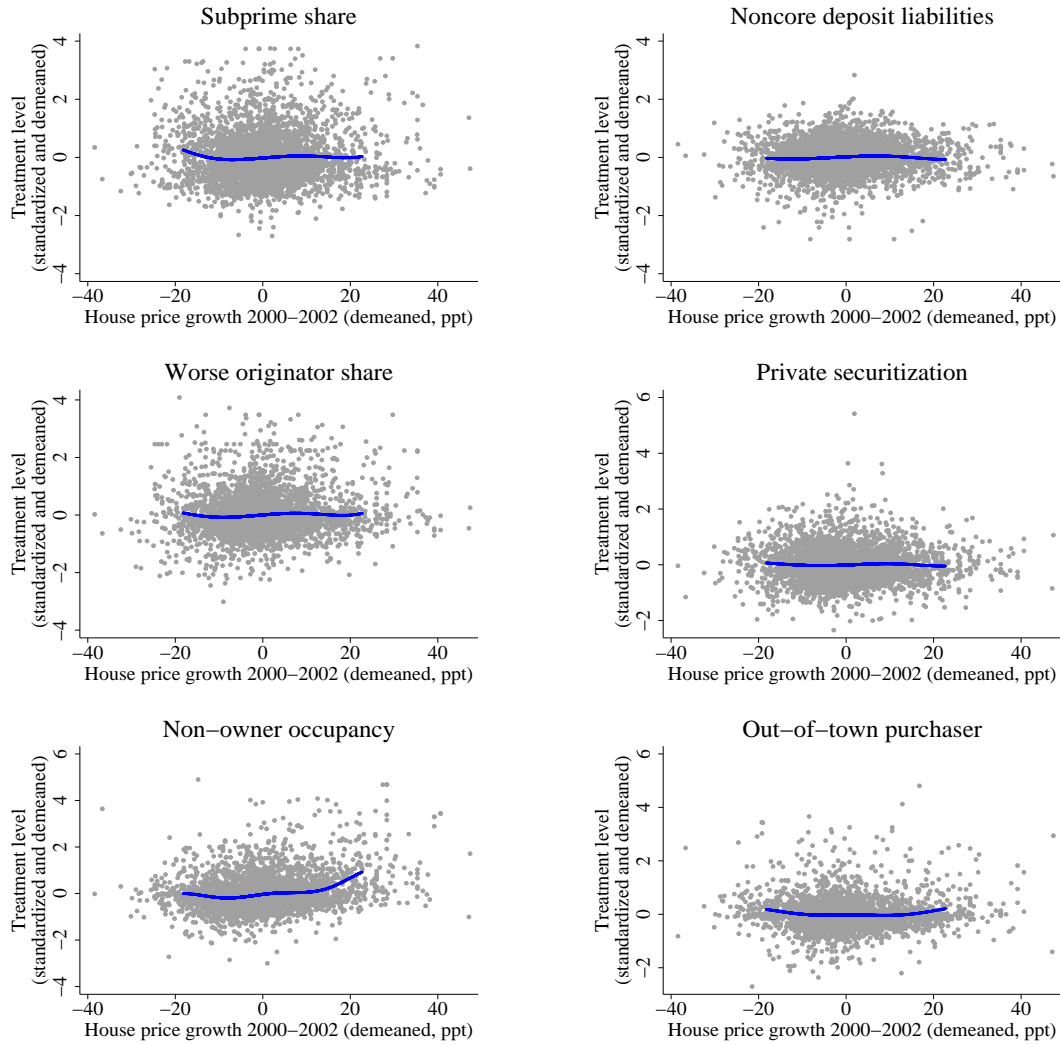 Subprime share
Treatment level
(standardized and demeaned)
4
2
0
−2
−4
−40 −20 0 20 40
House price growth 2000−2002 (demeaned, ppt)
Noncore deposit liabilities
Treatment level
(standardized and demeaned)
4
2
0
−2
−4
−40 −20 0 20 40
House price growth 2000−2002 (demeaned, ppt)
Worse originator share
Treatment level
(standardized and demeaned)
4
2
0
−2
−4
−40 −20 0 20 40
House price growth 2000−2002 (demeaned, ppt)
Private securitization
Treatment level
(standardized and demeaned)
6
4
2
0
−2
−40 −20 0 20 40
House price growth 2000−2002 (demeaned, ppt)
Non−owner occupancy
Treatment level
(standardized and demeaned)
6
4
2
0
−2
−4
−40 −20 0 20 40
House price growth 2000−2002 (demeaned, ppt)
Out−of−town purchaser
Treatment level
(standardized and demeaned)
6
4
2
0
−2
−40 −20 0 20 40
House price growth 2000−2002 (demeaned, ppt)